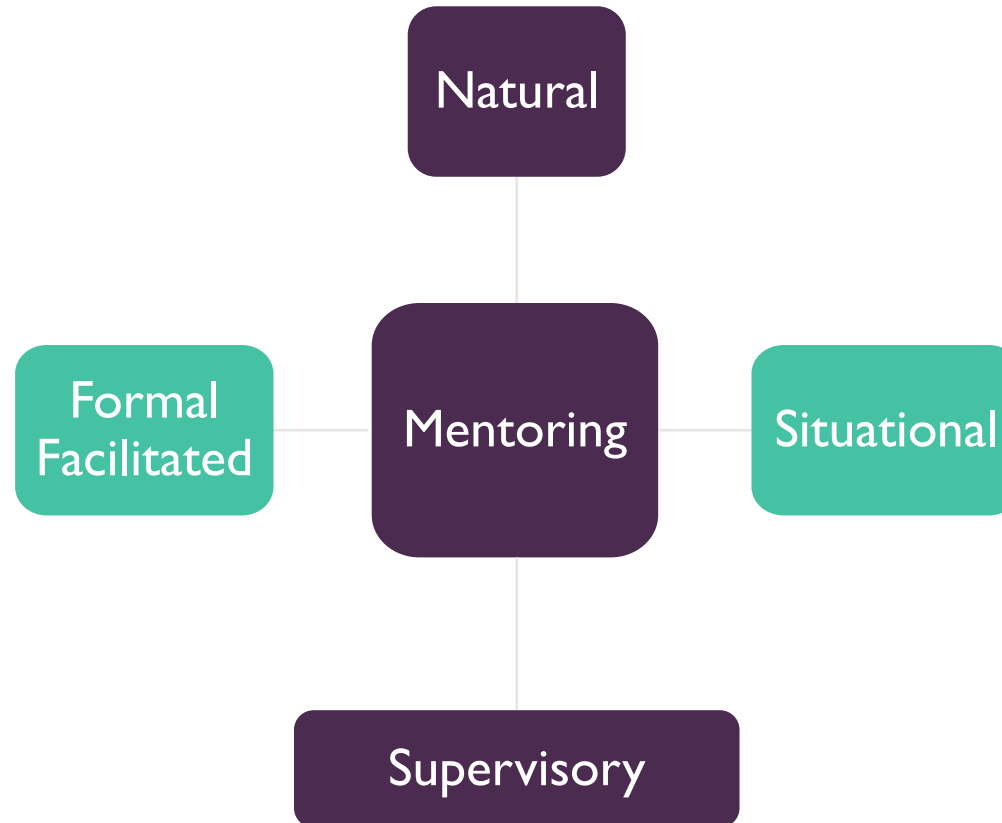 Natural
Formal
Facilitated
Mentoring
Situational
Supervisory